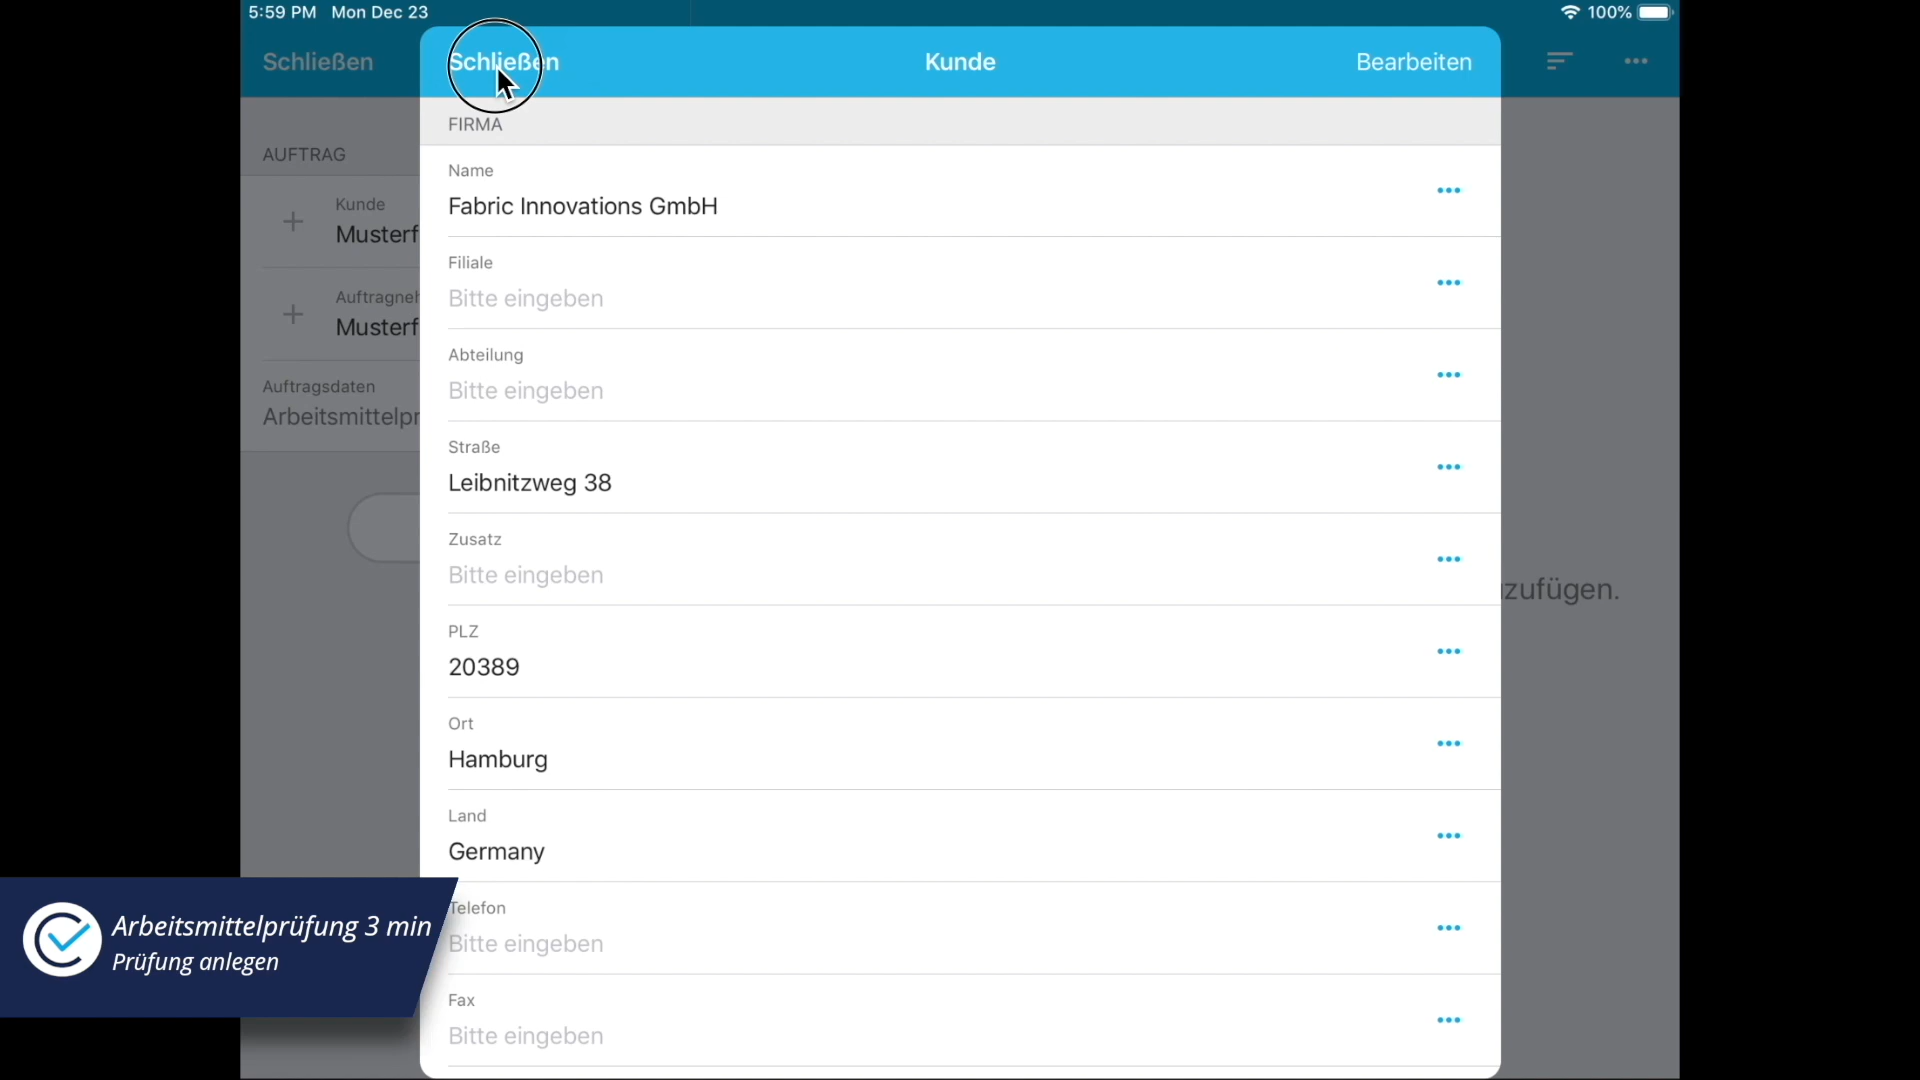 5:59 PM Mon Dec 23
100%
Schließen
Schließen
Kunde
Bearbeiten
AUFTRAG
Kunde
Musterf
Auftragneh
Musterf
Auftragsdaten
Arbeitsmittelpr
FIRMA
Name
Fabric Innovations GmbH
Filiale
Bitte eingeben
Abteilung
Bitte eingeben
Straße
Leibnitzweg 38
Zusatz
Bitte eingeben
PLZ
20389
Ort
Hamburg
Land
Germany
Telefon
Bitte eingeben
Fax
Bitte eingeben
zufügen.
Arbeitsmittelprüfung 3 min
Prüfung anlegen